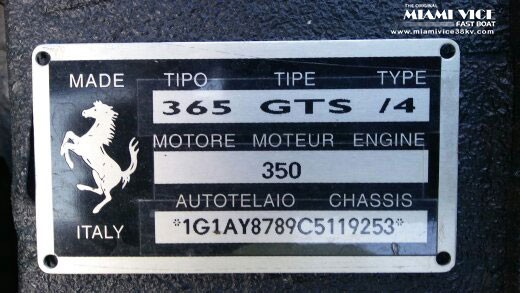 THE ORIGINAL
MIAMI VICE
FAST BOAT
www.miamivice38kv.com
MADE
ITALY
TIPO TIPE TYPE
365 GTS /4
MOTORE MOTEUR ENGINE
350
AUTOTELAIO CHASSIS
*1G1AY8789C5119253*